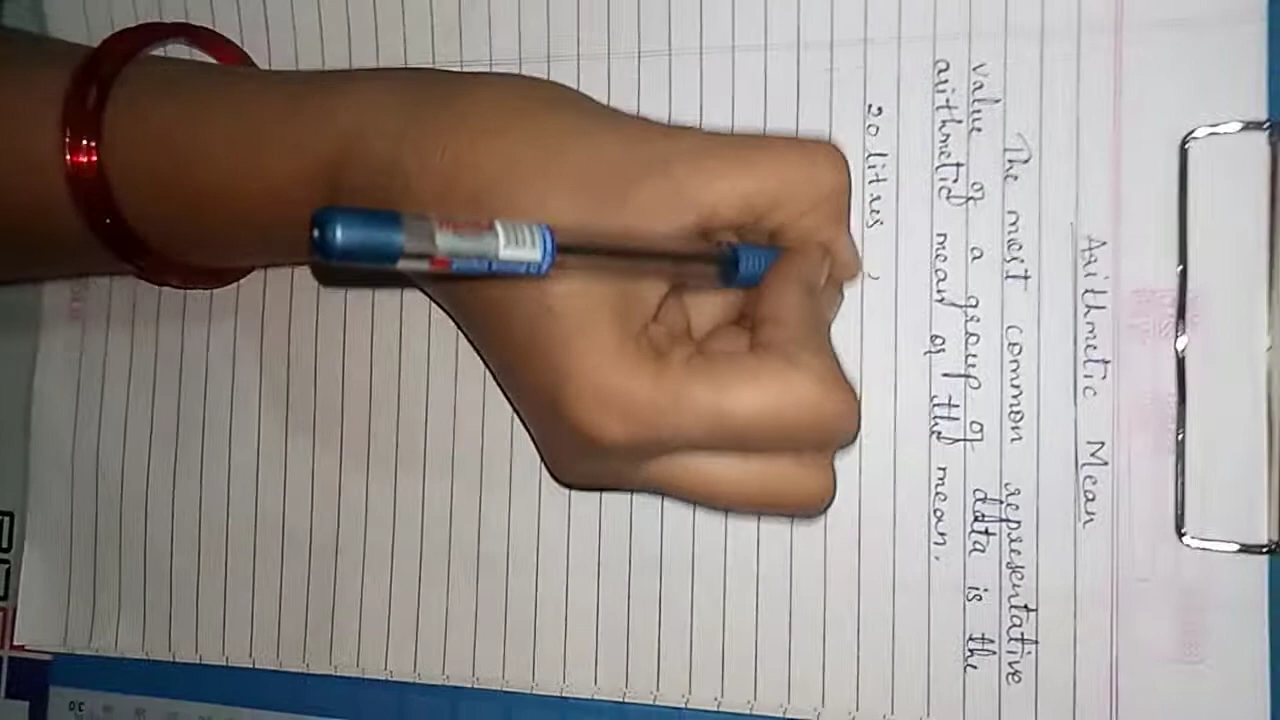 Arithmetic Mean
The most common representative
value of a group of data is the
arithmetic mean or the mean.
20 litres ,
30